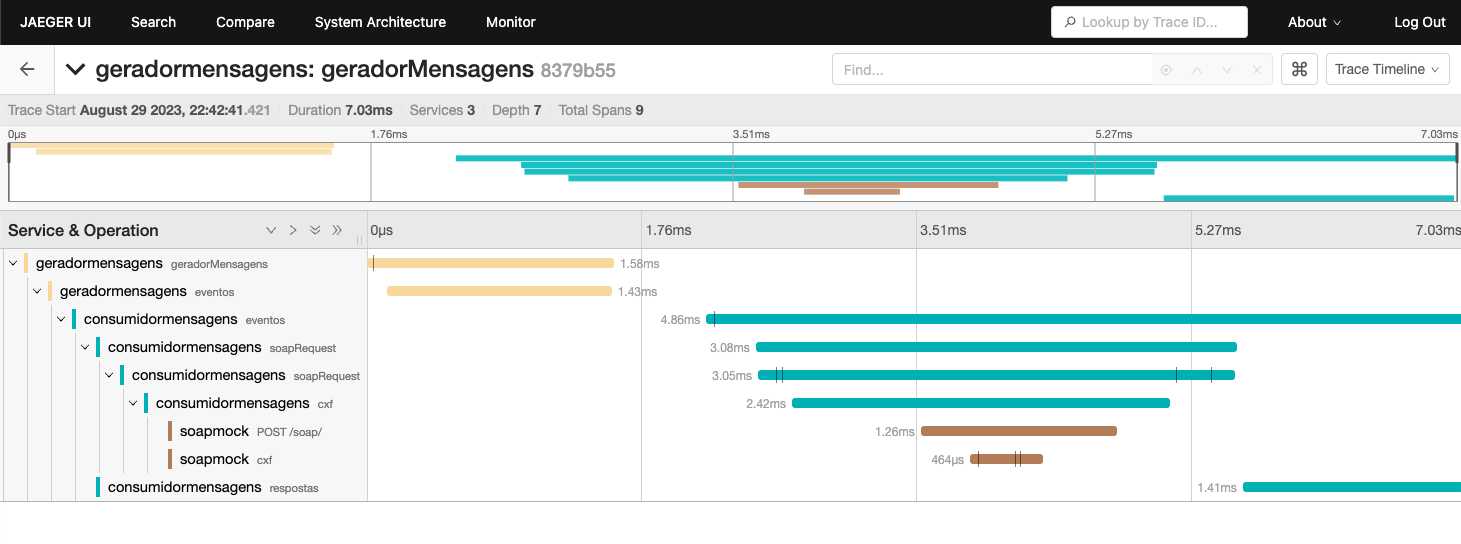 JAEGER UI Search Compare System Architecture Monitor Lookup by Trace ID... About Log Out
geradormensagens: geradorMensagens 8379b55 Find... ⌘ Trace Timeline
Trace Start August 29 2023, 22:42:41.421 Duration 7.03ms Services 3 Depth 7 Total Spans 9
0μs 1.76ms 3.51ms 5.27ms 7.03ms
Service & Operation 0μs 1.76ms 3.51ms 5.27ms 7.03ms
geradormensagens geradorMensagens 1.58ms
geradormensagens eventos 1.43ms
consumidormensagens eventos 4.86ms
consumidormensagens soapRequest 3.08ms
consumidormensagens soapRequest 3.05ms
consumidormensagens cxf 2.42ms
soapmock POST /soap/ 1.26ms
soapmock cxf 464μs
consumidormensagens respostas 1.41ms